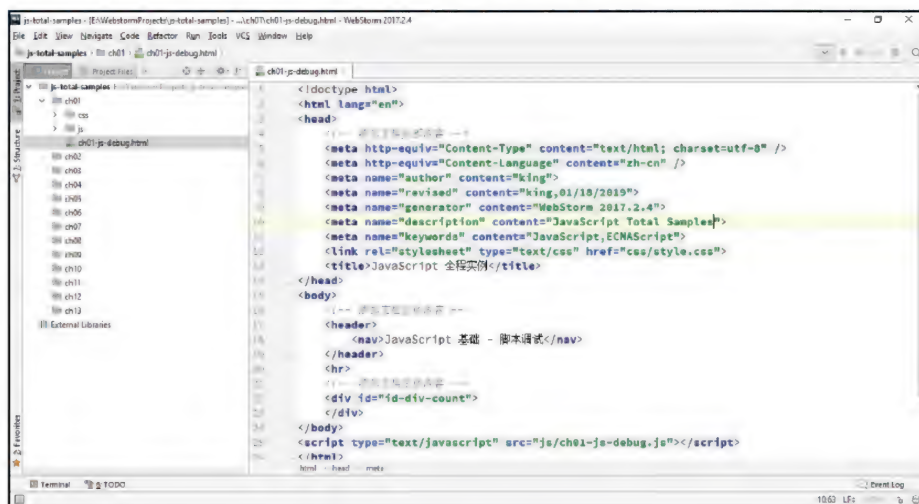 js-total-samples - [E:\WebstormProjects\js-total-samples] - ...\ch01\ch01-js-debug.html - WebStorm 2017.2.4
File Edit View Navigate Code Refactor Run Tools VCS Window Help
js-total-samples ch01 ch01-js-debug.html
1: Project
Project Files
ch01-js-debug.html
js-total-samples
ch01
css
js
ch01-js-debug.html
ch02
ch03
ch04
ch05
ch06
ch07
ch08
ch09
ch10
ch11
ch12
ch13
External Libraries
2: Structure
2: Favorites
<!doctype html>
<html lang="en">
<head>
<meta http-equiv="Content-Type" content="text/html; charset=utf-8" />
<meta http-equiv="Content-Language" content="zh-cn" />
<meta name="author" content="king">
<meta name="revised" content="king,01/18/2019">
<meta name="generator" content="WebStorm 2017.2.4">
<meta name="description" content="JavaScript Total Samples">
<meta name="keywords" content="JavaScript,ECNAScript">
<link rel="stylesheet" type="text/css" href="css/style.css">
<title>JavaScript 全程实例</title>
</head>
<body>
<header>
<nav>JavaScript 基础 - 脚本调试</nav>
</header>
<hr>
<div id="id-div-count">
</div>
</body>
<script type="text/javascript" src="js/ch01-js-debug.js"></script>
</html>
html head meta
Terminal 6: TODO
Event Log
10:63 LF: